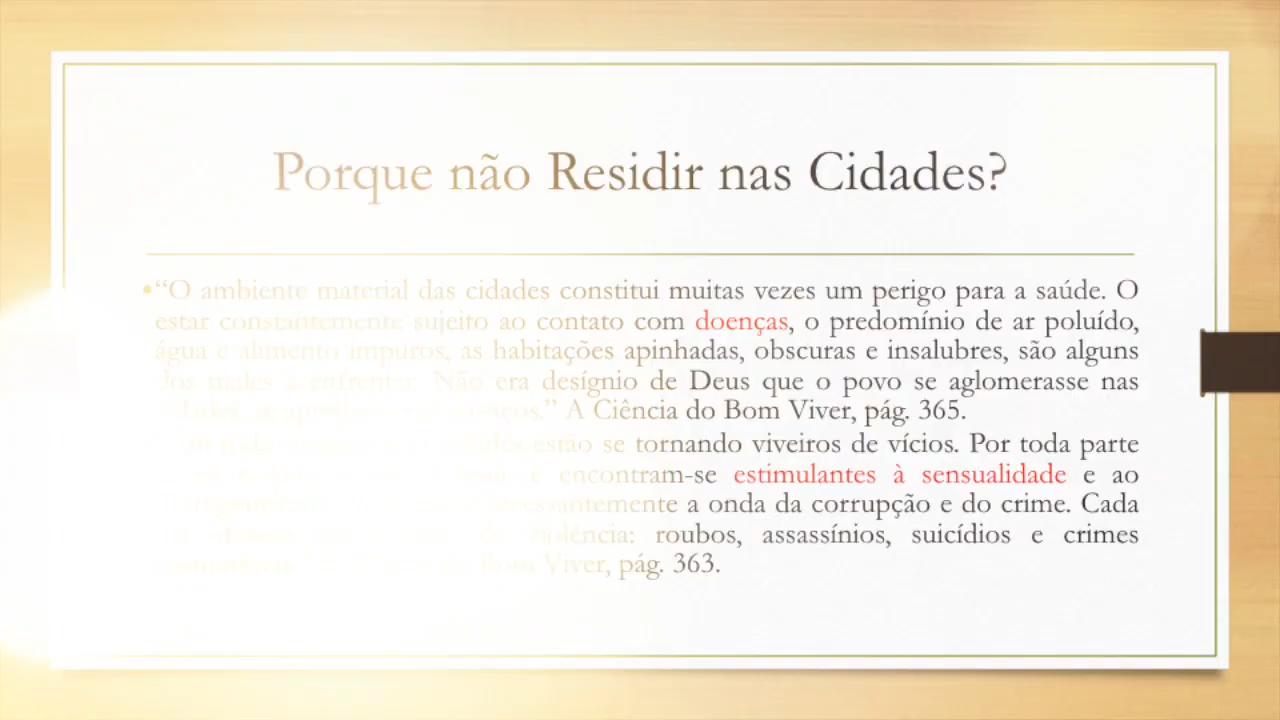 Porque não Residir nas Cidades?
•“O ambiente material das cidades constitui muitas vezes um perigo para a saúde. O
estar constantemente sujeito ao contato com doenças, o predomínio de ar poluído,
água e alimento impuros, as habitações apinhadas, obscuras e insalubres, são alguns
dos males a enfrentar. Não era desígnio de Deus que o povo se aglomerasse nas
A Ciência do Bom Viver, pág. 365.
estão se tornando viveiros de vícios. Por toda parte
e encontram-se estimulantes à sensualidade e ao
incessantemente a onda da corrupção e do crime. Cada
violência: roubos, assassínios, suicídios e crimes
Bom Viver, pág. 363.